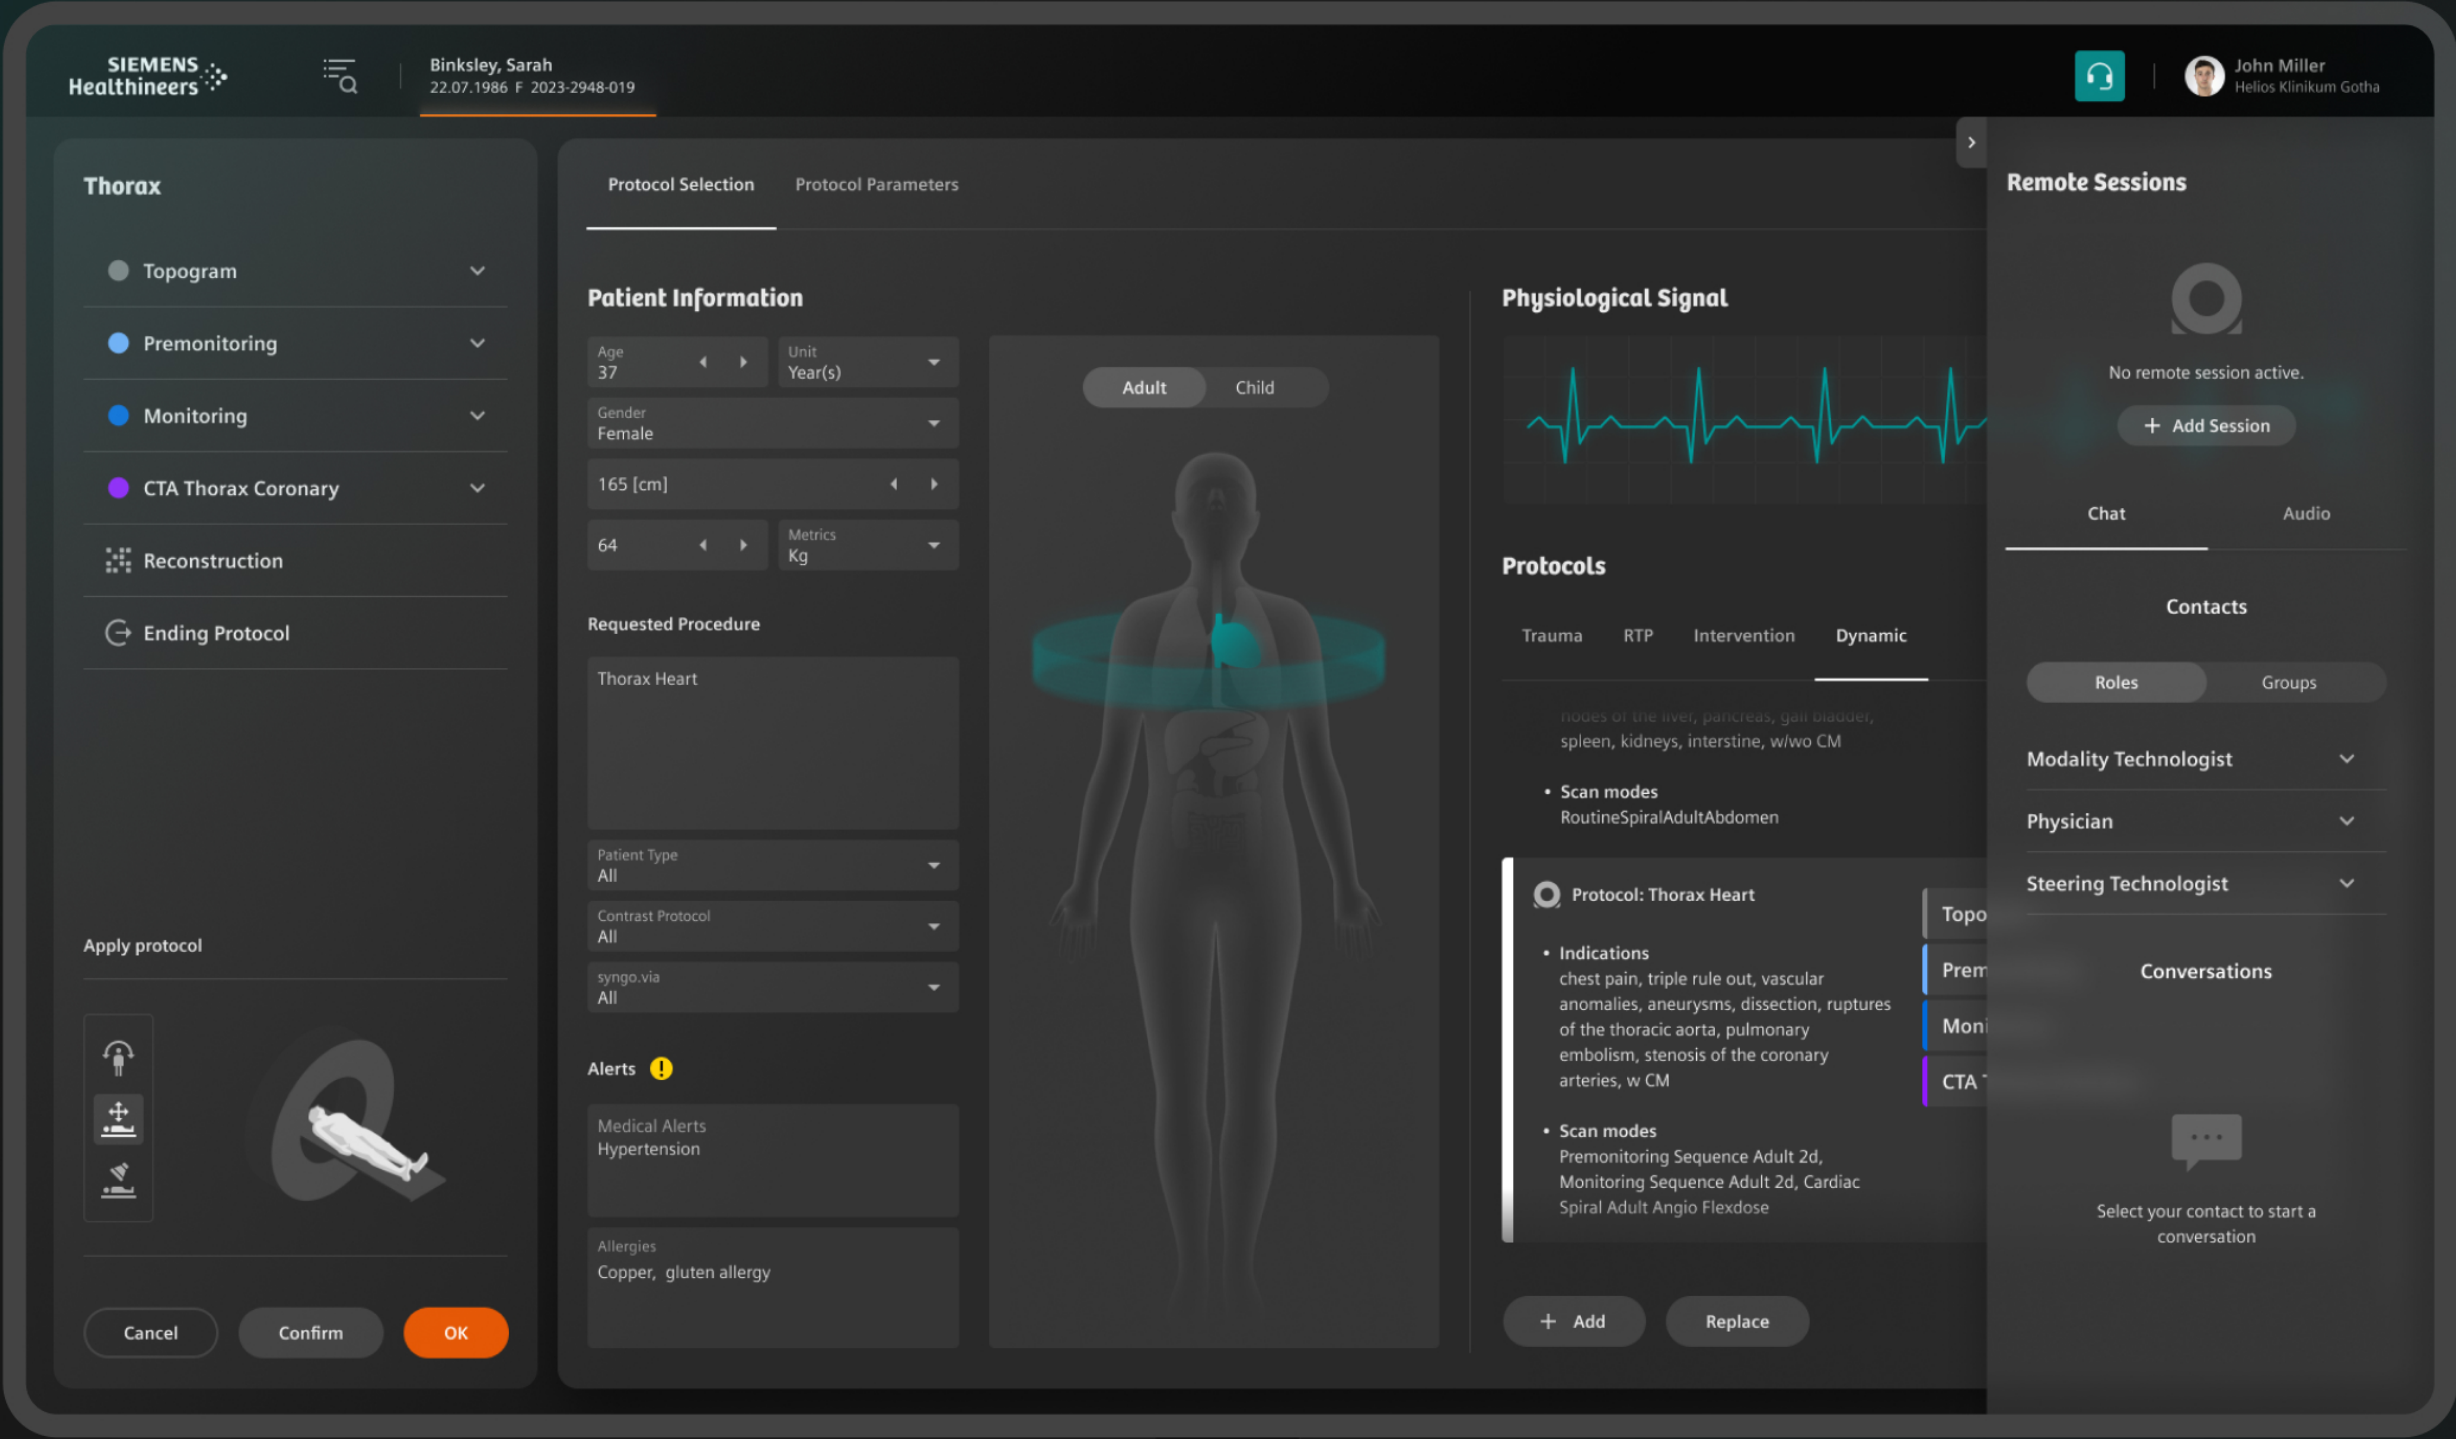 SIEMENS
Healthineers
Binksley, Sarah
22.07.1986 F 2023-2948-019
John Miller
Helios Klinikum Gotha
Thorax
Topogram
Premonitoring
Monitoring
CTA Thorax Coronary
Reconstruction
Ending Protocol
Apply protocol
Cancel
Confirm
OK
Protocol Selection
Protocol Parameters
Patient Information
Age
37
Unit
Year(s)
Gender
Female
165 [cm]
64
Metrics
Kg
Requested Procedure
Thorax Heart
Patient Type
All
Contrast Protocol
All
syngo.via
All
Alerts
Medical Alerts
Hypertension
Allergies
Copper, gluten allergy
Adult
Child
Physiological Signal
Protocols
Trauma
RTP
Intervention
Dynamic
nodes of the liver, pancreas, gall bladder,
spleen, kidneys, interstine, w/wo CM
• Scan modes
RoutineSpiralAdultAbdomen
Protocol: Thorax Heart
• Indications
chest pain, triple rule out, vascular
anomalies, aneurysms, dissection, ruptures
of the thoracic aorta, pulmonary
embolism, stenosis of the coronary
arteries, w CM
• Scan modes
Premonitoring Sequence Adult 2d,
Monitoring Sequence Adult 2d, Cardiac
Spiral Adult Angio Flexdose
Topo
Prem
Moni
CTA
+ Add
Replace
Remote Sessions
No remote session active.
+ Add Session
Chat
Audio
Contacts
Roles
Groups
Modality Technologist
Physician
Steering Technologist
Conversations
Select your contact to start a
conversation